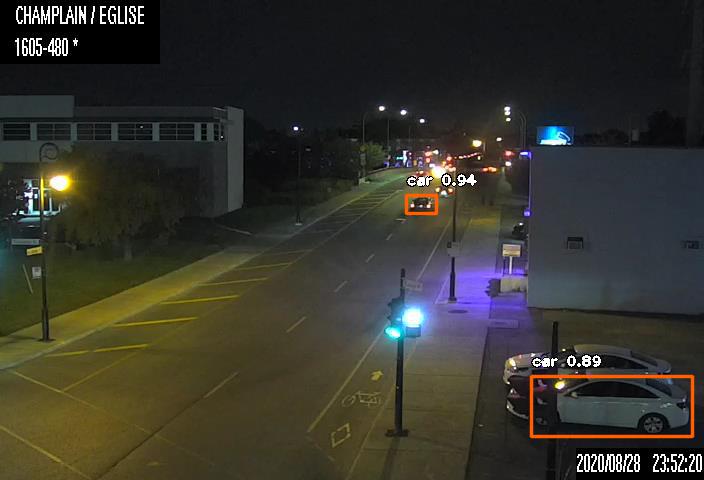 CHAMPLAIN / EGLISE
1605-480 *
car 0.94
car 0.89
2020/08/28 23:52:20